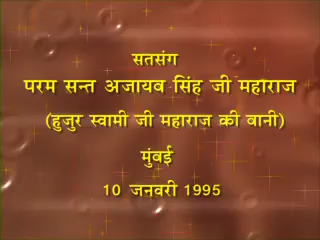 सतसंग
परम सन्त अजायब सिंह जी महाराज
(हुजुर स्वामी जी महाराज की वानी)
मुंबई
10 जनवरी 1995